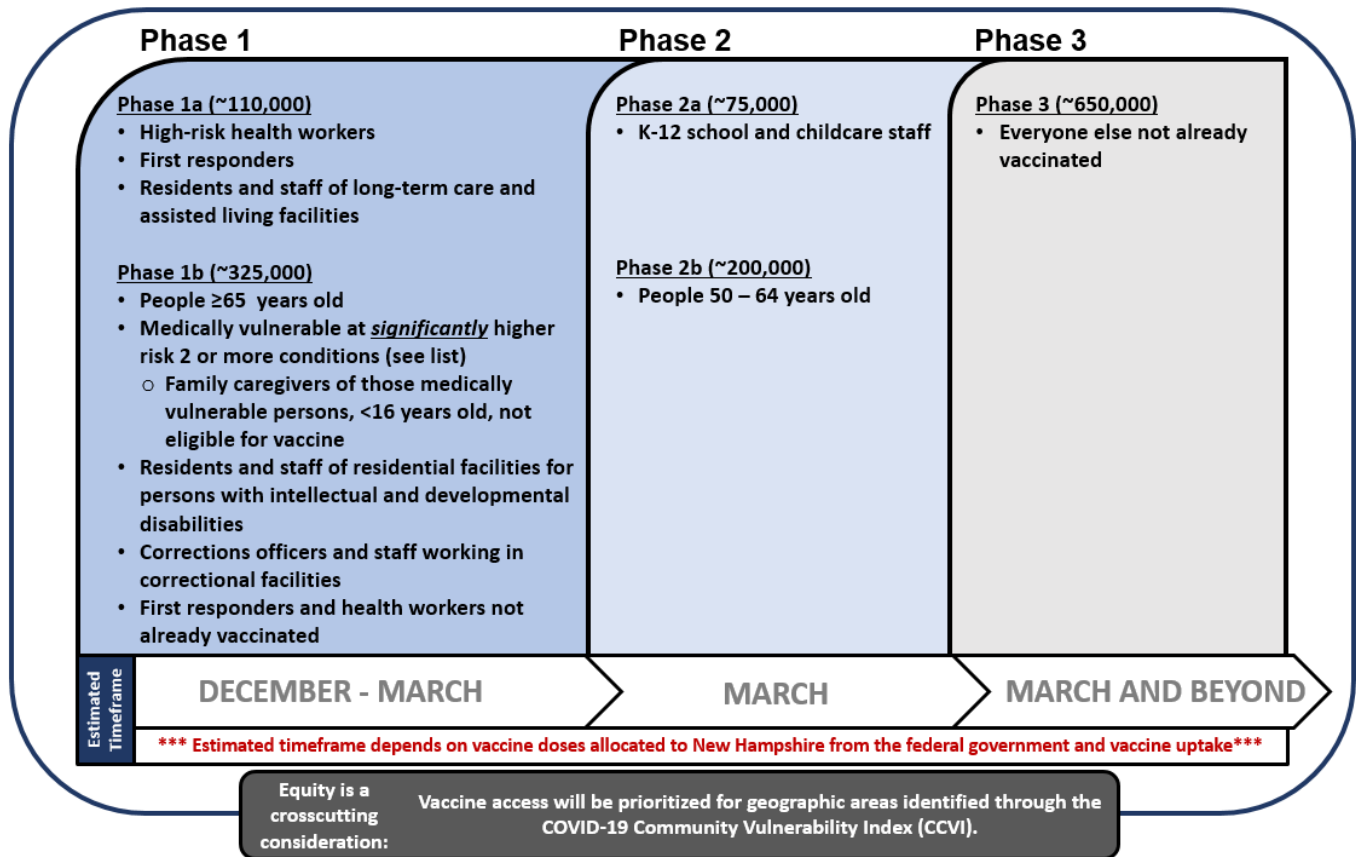 Phase 1
Phase 2
Phase 3
Phase 1a (~110,000)
• High-risk health workers
• First responders
• Residents and staff of long-term care and
assisted living facilities
Phase 1b (~325,000)
• People ≥65 years old
• Medically vulnerable at significantly higher
risk 2 or more conditions (see list)
o Family caregivers of those medically
vulnerable persons, <16 years old, not
eligible for vaccine
• Residents and staff of residential facilities for
persons with intellectual and developmental
disabilities
• Corrections officers and staff working in
correctional facilities
• First responders and health workers not
already vaccinated
Phase 2a (~75,000)
• K-12 school and childcare staff
Phase 2b (~200,000)
• People 50 – 64 years old
Phase 3 (~650,000)
• Everyone else not already
vaccinated
Estimated
Timeframe
DECEMBER - MARCH
MARCH
MARCH AND BEYOND
*** Estimated timeframe depends on vaccine doses allocated to New Hampshire from the federal government and vaccine uptake***
Equity is a
crosscutting
consideration:
Vaccine access will be prioritized for geographic areas identified through the
COVID-19 Community Vulnerability Index (CCVI).